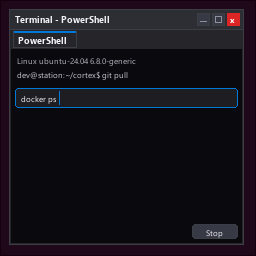 Terminal - PowerShell
PowerShell
Linux ubuntu-24.04 6.8.0-generic
dev@station:~/cortex$ git pull
docker ps
Stop